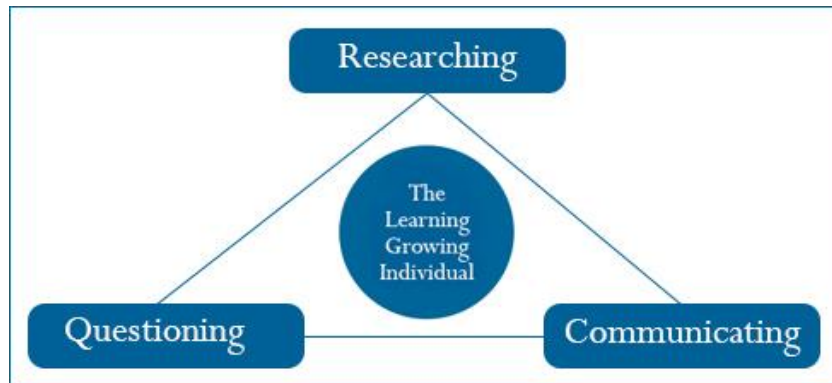 Researching
The
Learning
Growing
Individual
Questioning
Communicating